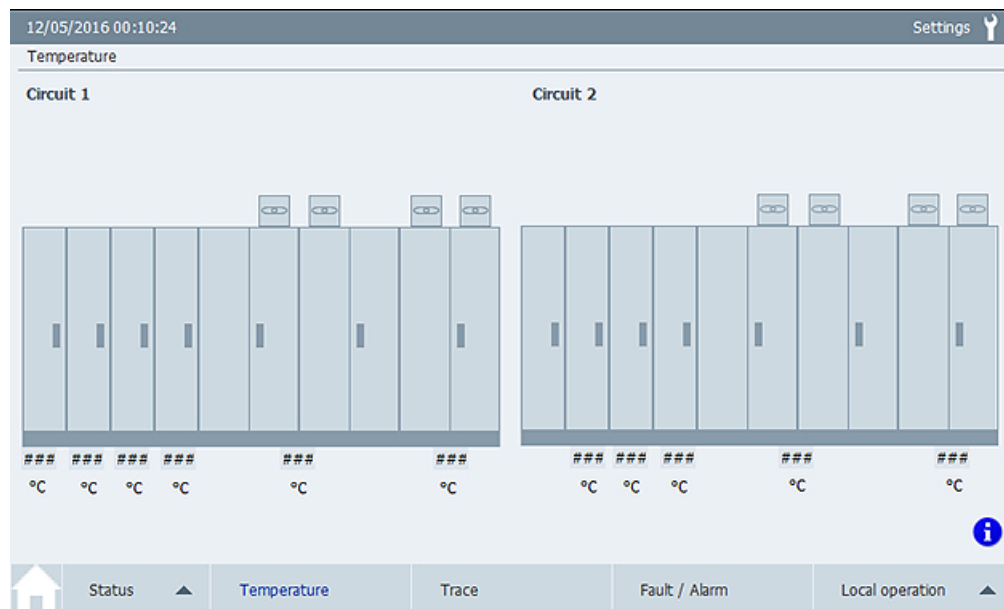 12/05/2016 00:10:24 Settings
Temperature
Circuit 1 Circuit 2
### ### ### ### ### ### ### ### ### ### ###
°C °C °C °C °C °C °C °C °C °C °C
i
Status Temperature Trace Fault / Alarm Local operation